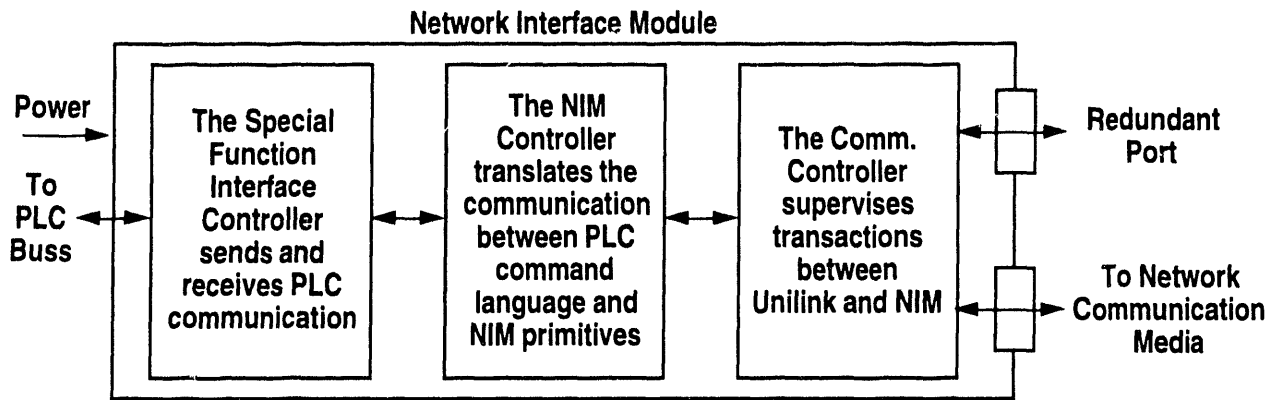 Network Interface Module
Power
To
PLC
Buss
The Special
Function
Interface
Controller
sends and
receives PLC
communication
The NIM
Controller
translates the
communication
between PLC
command
language and
NIM primitives
The Comm.
Controller
supervises
transactions
between
Unilink and NIM
Redundant
Port
To Network
Communication
Media